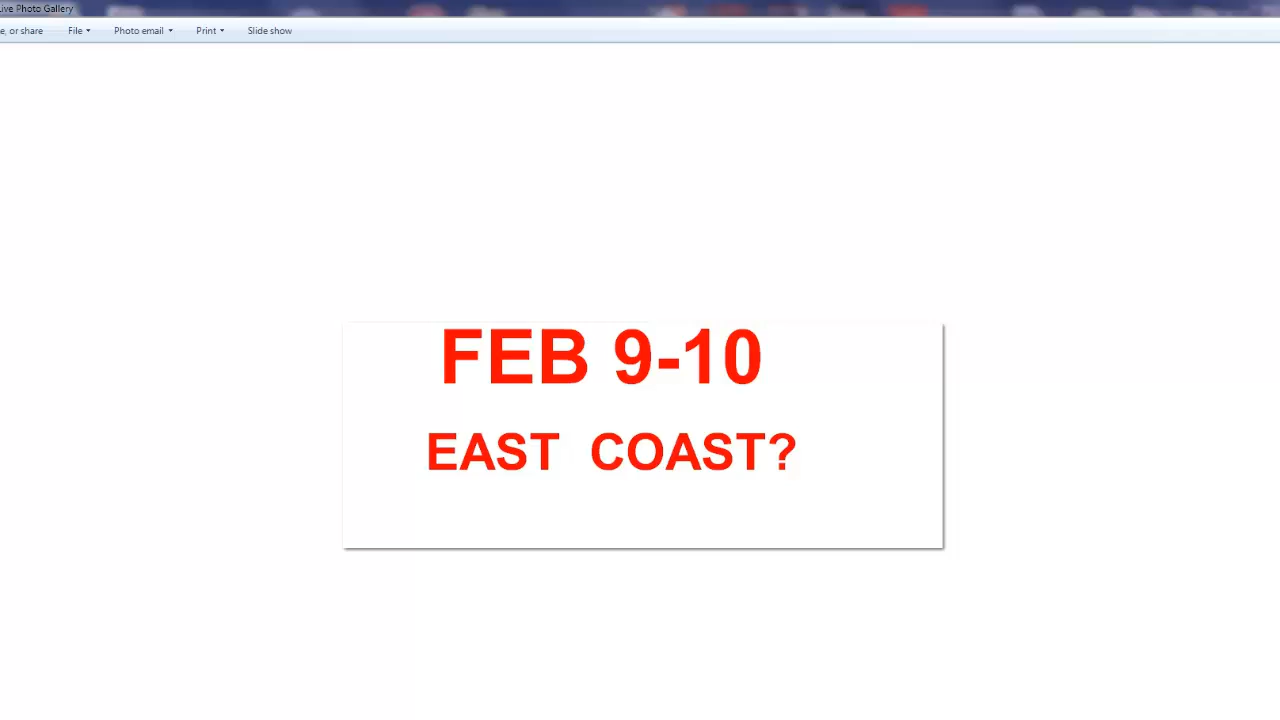 ive Photo Gallery
e, or share File Photo email Print Slide show
FEB 9-10
EAST COAST?